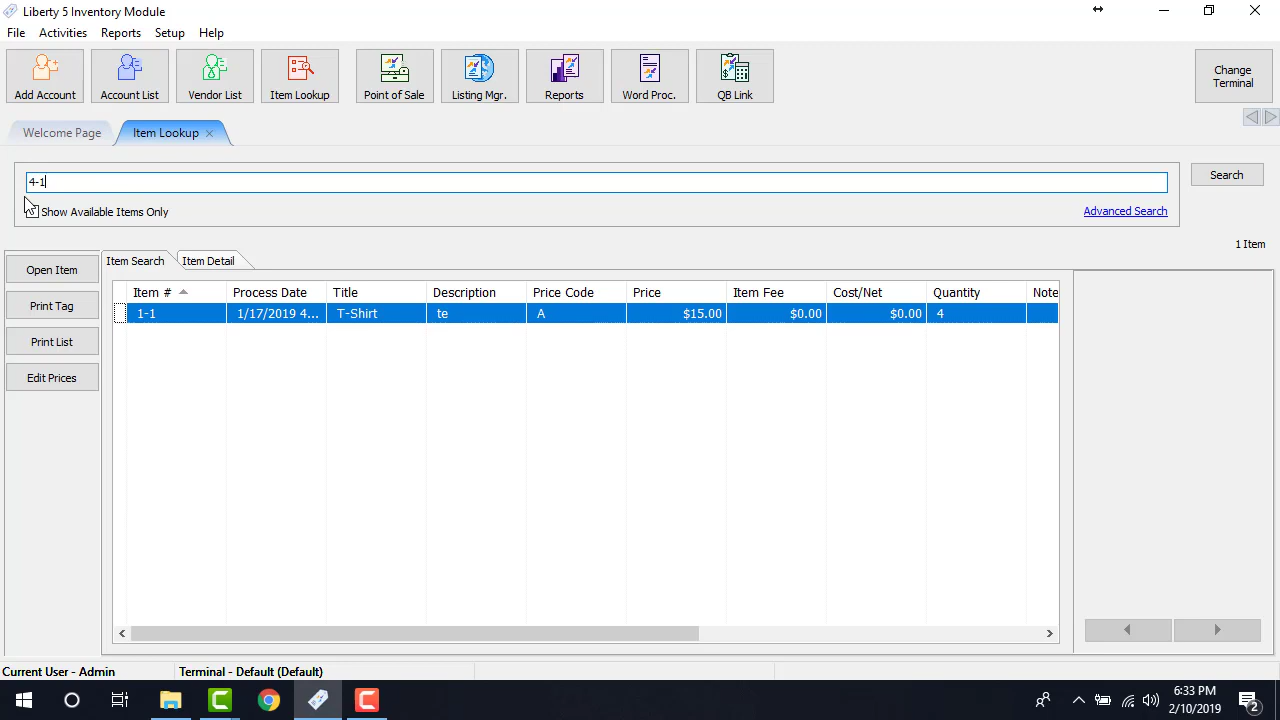 Liberty 5 Inventory Module
File Activities Reports Setup Help
Add Account Account List Vendor List Item Lookup Point of Sale Listing Mgr. Reports Word Proc. QB Link Change Terminal
Welcome Page Item Lookup
4-1 Search
Show Available Items Only Advanced Search
1 Item
Item Search Item Detail
Open Item
Print Tag
Print List
Edit Prices
Item # Process Date Title Description Price Code Price Item Fee Cost/Net Quantity Note
1-1 1/17/2019 4... T-Shirt te A $15.00 $0.00 $0.00 4
Current User - Admin Terminal - Default (Default)
6:33 PM
2/10/2019
2